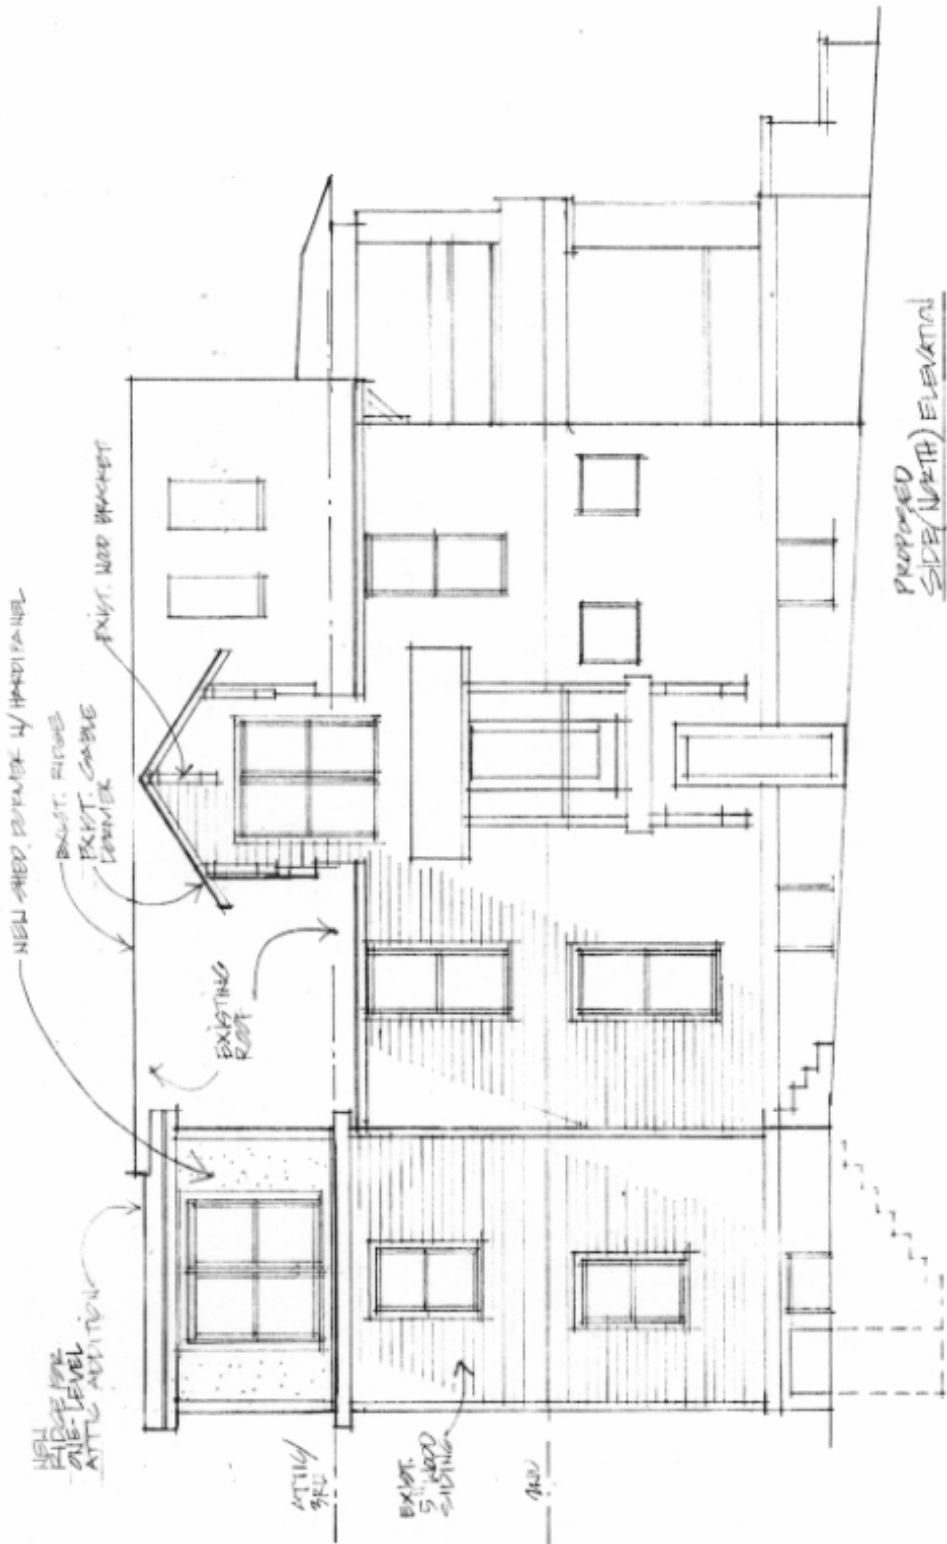 NEW SHED DORMER W/ HARDIPANEL
EXIST. RIDGE
EXIST. GABLE
DORMER
EXIST. WOOD BRACKET
NEW
RIDGE FOR
ONE-LEVEL
ATTIC ADDITION
EXISTING
ROOF
ATTIC/
3RD
EXIST.
5" WOOD
SIDING
2ND
PROPOSED
SIDE (NORTH) ELEVATION